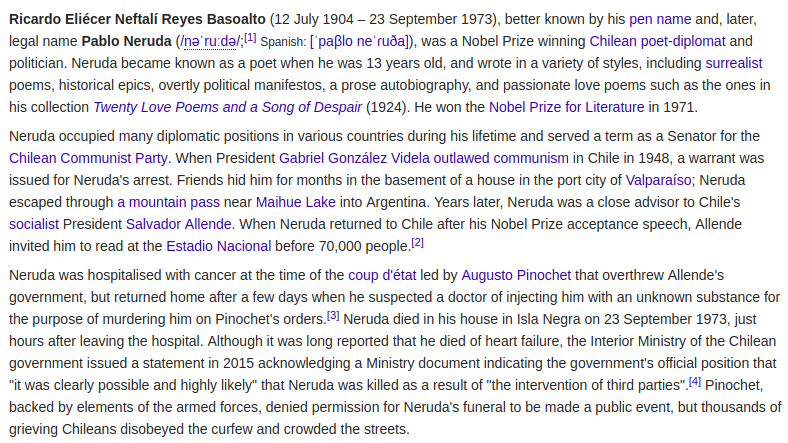 Ricardo Eliécer Neftalí Reyes Basoalto (12 July 1904 – 23 September 1973), better known by his pen name and, later,
legal name Pablo Neruda (/nəˈruːdə/;[1] Spanish: [ˈpaβlo neˈɾuða]), was a Nobel Prize winning Chilean poet-diplomat and
politician. Neruda became known as a poet when he was 13 years old, and wrote in a variety of styles, including surrealist
poems, historical epics, overtly political manifestos, a prose autobiography, and passionate love poems such as the ones in
his collection Twenty Love Poems and a Song of Despair (1924). He won the Nobel Prize for Literature in 1971.
Neruda occupied many diplomatic positions in various countries during his lifetime and served a term as a Senator for the
Chilean Communist Party. When President Gabriel González Videla outlawed communism in Chile in 1948, a warrant was
issued for Neruda's arrest. Friends hid him for months in the basement of a house in the port city of Valparaíso; Neruda
escaped through a mountain pass near Maihue Lake into Argentina. Years later, Neruda was a close advisor to Chile's
socialist President Salvador Allende. When Neruda returned to Chile after his Nobel Prize acceptance speech, Allende
invited him to read at the Estadio Nacional before 70,000 people.[2]
Neruda was hospitalised with cancer at the time of the coup d'état led by Augusto Pinochet that overthrew Allende's
government, but returned home after a few days when he suspected a doctor of injecting him with an unknown substance for
the purpose of murdering him on Pinochet's orders.[3] Neruda died in his house in Isla Negra on 23 September 1973, just
hours after leaving the hospital. Although it was long reported that he died of heart failure, the Interior Ministry of the Chilean
government issued a statement in 2015 acknowledging a Ministry document indicating the government's official position that
"it was clearly possible and highly likely" that Neruda was killed as a result of "the intervention of third parties".[4] Pinochet,
backed by elements of the armed forces, denied permission for Neruda's funeral to be made a public event, but thousands of
grieving Chileans disobeyed the curfew and crowded the streets.